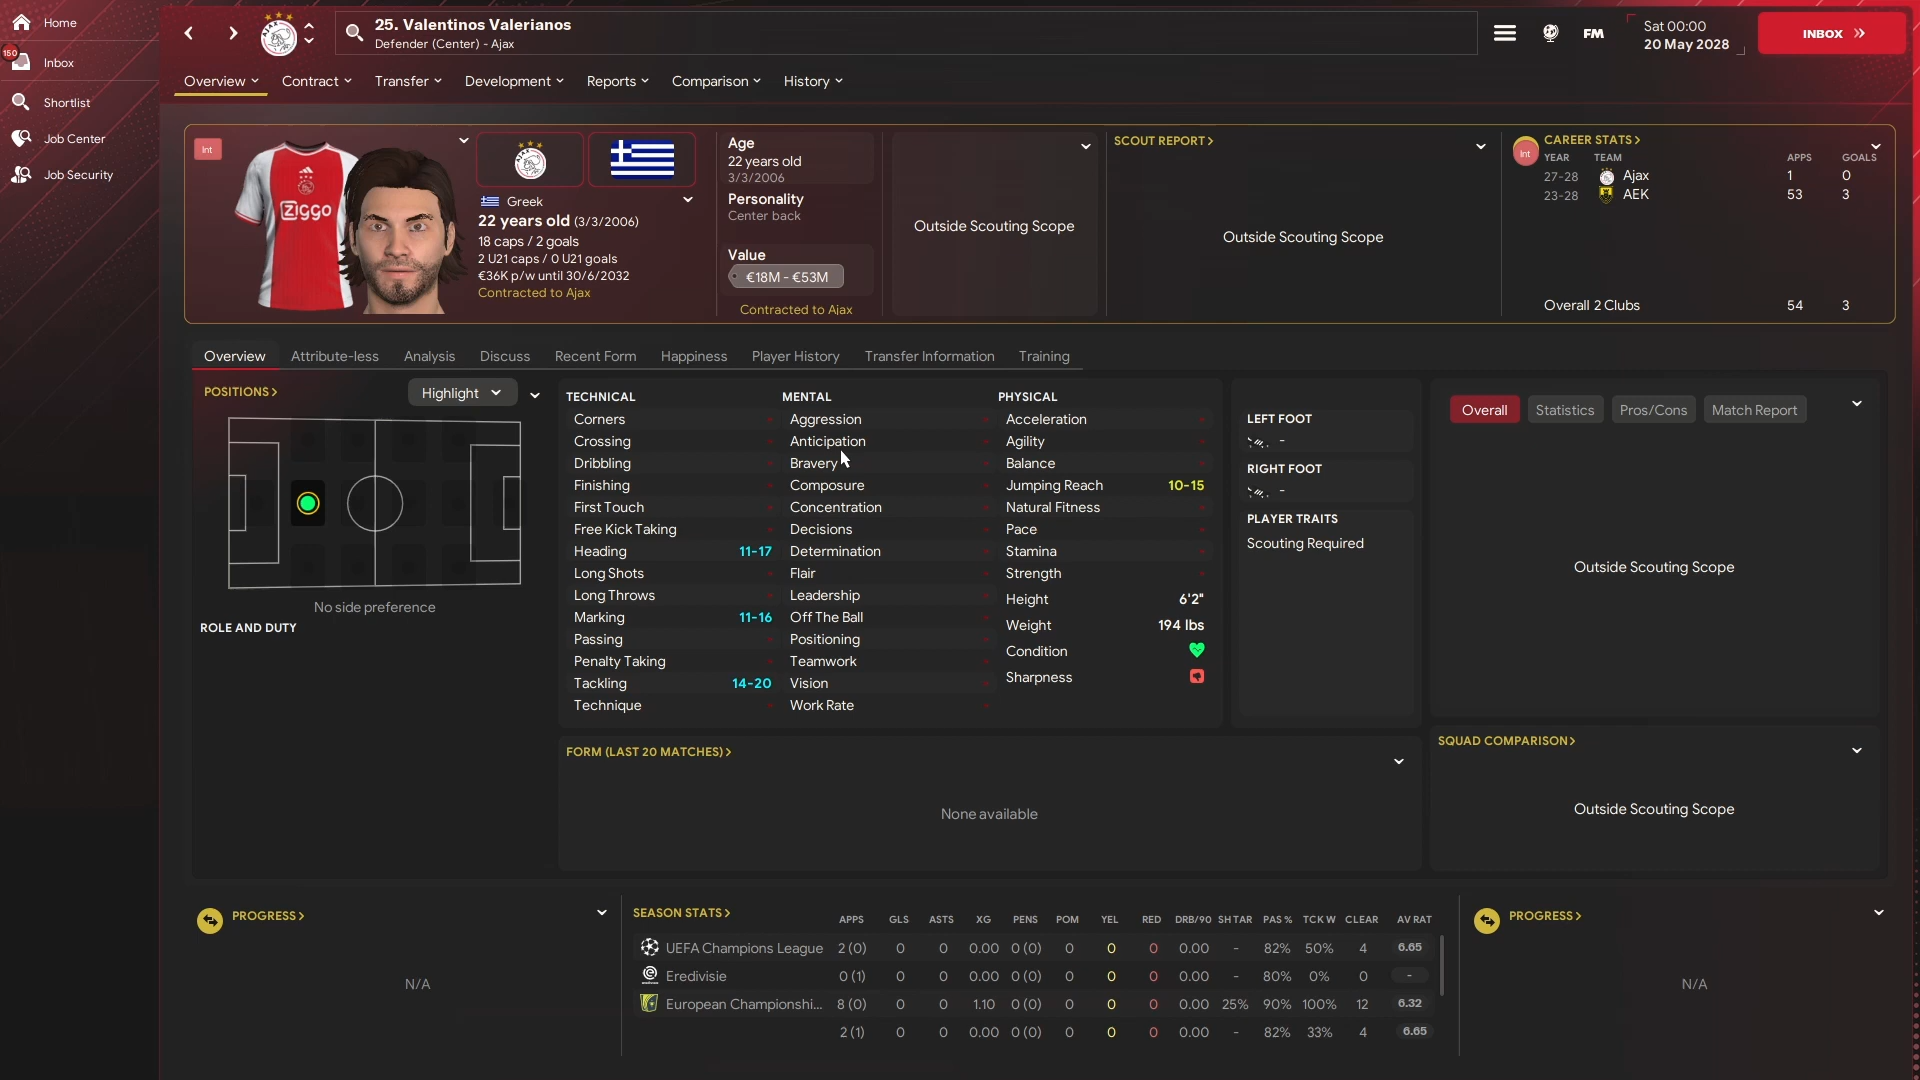 Home
150
Inbox
Shortlist
Job Center
Job Security
25. Valentinos Valerianos
Defender (Center) - Ajax
FM
Sat 00:00
20 May 2028
INBOX
Overview
Contract
Transfer
Development
Reports
Comparison
History
Int
Ziggo
Greek
22 years old (3/3/2006)
18 caps / 2 goals
2 U21 caps / 0 U21 goals
€36K p/w until 30/6/2032
Contracted to Ajax
Age
22 years old
3/3/2006
Personality
Center back
Value
€18M - €53M
Contracted to Ajax
Outside Scouting Scope
SCOUT REPORT >
Outside Scouting Scope
Int
CAREER STATS >
YEAR TEAM APPS GOALS
27-28 Ajax 1 0
23-28 AEK 53 3
Overall 2 Clubs 54 3
Overview
Attribute-less
Analysis
Discuss
Recent Form
Happiness
Player History
Transfer Information
Training
POSITIONS >
Highlight
No side preference
ROLE AND DUTY
TECHNICAL
Corners -
Crossing -
Dribbling -
Finishing -
First Touch -
Free Kick Taking -
Heading 11-17
Long Shots -
Long Throws -
Marking 11-16
Passing -
Penalty Taking -
Tackling 14-20
Technique -
MENTAL
Aggression -
Anticipation -
Bravery -
Composure -
Concentration -
Decisions -
Determination -
Flair -
Leadership -
Off The Ball -
Positioning -
Teamwork -
Vision -
Work Rate -
PHYSICAL
Acceleration -
Agility -
Balance -
Jumping Reach 10-15
Natural Fitness -
Pace -
Stamina -
Strength -
Height 6'2"
Weight 194 lbs
Condition
Sharpness
LEFT FOOT
-
RIGHT FOOT
-
PLAYER TRAITS
Scouting Required
Overall
Statistics
Pros/Cons
Match Report
Outside Scouting Scope
FORM (LAST 20 MATCHES) >
None available
SQUAD COMPARISON >
Outside Scouting Scope
PROGRESS >
N/A
SEASON STATS >
APPS GLS ASTS XG PENS POM YEL RED DRB/90 SH TAR PAS % TCK W CLEAR AV RAT
UEFA Champions League 2 (0) 0 0 0.00 0 (0) 0 0 0 0.00 - 82% 50% 4 6.65
Eredivisie 0 (1) 0 0 0.00 0 (0) 0 0 0 0.00 - 80% 0% 0 -
European Championshi... 8 (0) 0 0 1.10 0 (0) 0 0 0 0.00 25% 90% 100% 12 6.32
2 (1) 0 0 0.00 0 (0) 0 0 0 0.00 - 82% 33% 4 6.65
PROGRESS >
N/A